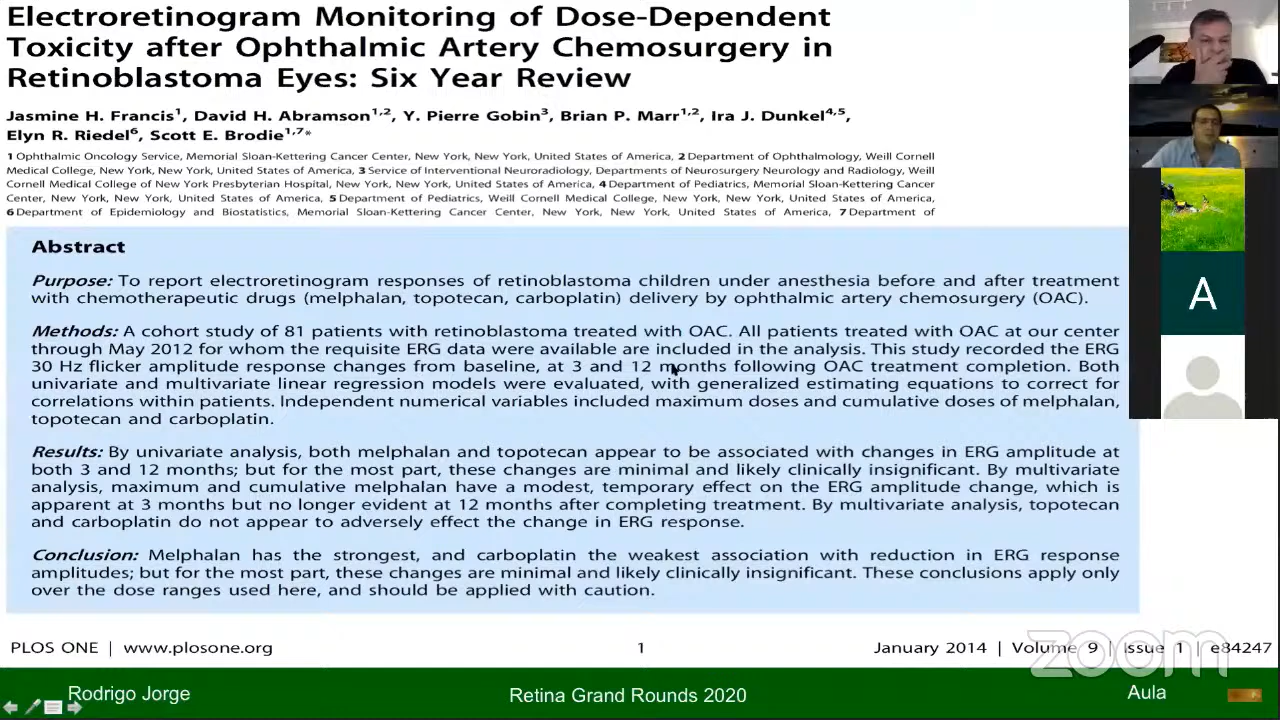 Electroretinogram Monitoring of Dose-Dependent
Toxicity after Ophthalmic Artery Chemosurgery in
Retinoblastoma Eyes: Six Year Review
Jasmine H. Francis1, David H. Abramson1,2, Y. Pierre Gobin3, Brian P. Marr1,2, Ira J. Dunkel4,5,
Elyn R. Riedel6, Scott E. Brodie1,7*
1 Ophthalmic Oncology Service, Memorial Sloan-Kettering Cancer Center, New York, New York, United States of America, 2 Department of Ophthalmology, Weill Cornell
Medical College, New York, New York, United States of America, 3 Service of Interventional Neuroradiology, Departments of Neurosurgery Neurology and Radiology, Weill
Cornell Medical College of New York Presbyterian Hospital, New York, New York, United States of America, 4 Department of Pediatrics, Memorial Sloan-Kettering Cancer
Center, New York, New York, United States of America, 5 Department of Pediatrics, Weill Cornell Medical College, New York, New York, United States of America,
6 Department of Epidemiology and Biostatistics, Memorial Sloan-Kettering Cancer Center, New York, New York, United States of America, 7 Department of
Abstract
Purpose: To report electroretinogram responses of retinoblastoma children under anesthesia before and after treatment
with chemotherapeutic drugs (melphalan, topotecan, carboplatin) delivery by ophthalmic artery chemosurgery (OAC).
Methods: A cohort study of 81 patients with retinoblastoma treated with OAC. All patients treated with OAC at our center
through May 2012 for whom the requisite ERG data were available are included in the analysis. This study recorded the ERG
30 Hz flicker amplitude response changes from baseline, at 3 and 12 months following OAC treatment completion. Both
univariate and multivariate linear regression models were evaluated, with generalized estimating equations to correct for
correlations within patients. Independent numerical variables included maximum doses and cumulative doses of melphalan,
topotecan and carboplatin.
Results: By univariate analysis, both melphalan and topotecan appear to be associated with changes in ERG amplitude at
both 3 and 12 months; but for the most part, these changes are minimal and likely clinically insignificant. By multivariate
analysis, maximum and cumulative melphalan have a modest, temporary effect on the ERG amplitude change, which is
apparent at 3 months but no longer evident at 12 months after completing treatment. By multivariate analysis, topotecan
and carboplatin do not appear to adversely effect the change in ERG response.
Conclusion: Melphalan has the strongest, and carboplatin the weakest association with reduction in ERG response
amplitudes; but for the most part, these changes are minimal and likely clinically insignificant. These conclusions apply only
over the dose ranges used here, and should be applied with caution.
PLOS ONE | www.plosone.org 1 January 2014 | Volume 9 | Issue 1 | e84247
zoom
Rodrigo Jorge Retina Grand Rounds 2020 Aula
A